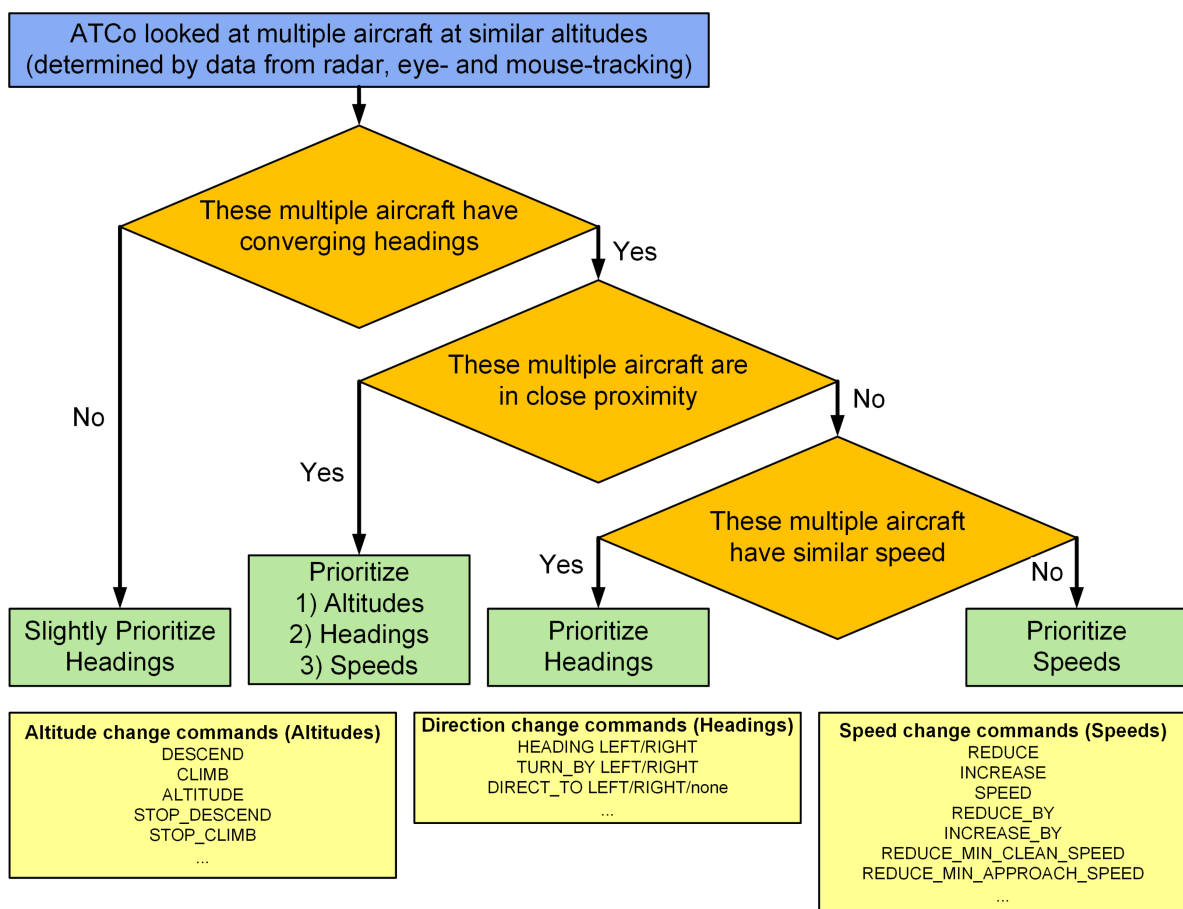 ATCo looked at multiple aircraft at similar altitudes
(determined by data from radar, eye- and mouse-tracking)
These multiple aircraft have
converging headings
Yes
These multiple aircraft are
in close proximity
No
No
Yes
These multiple aircraft
have similar speed
Yes
No
Slightly Prioritize
Headings
Prioritize
1) Altitudes
2) Headings
3) Speeds
Prioritize
Headings
Prioritize
Speeds
Altitude change commands (Altitudes)
DESCEND
CLIMB
ALTITUDE
STOP_DESCEND
STOP_CLIMB
...
Direction change commands (Headings)
HEADING LEFT/RIGHT
TURN_BY LEFT/RIGHT
DIRECT_TO LEFT/RIGHT/none
...
Speed change commands (Speeds)
REDUCE
INCREASE
SPEED
REDUCE_BY
INCREASE_BY
REDUCE_MIN_CLEAN_SPEED
REDUCE_MIN_APPROACH_SPEED
...